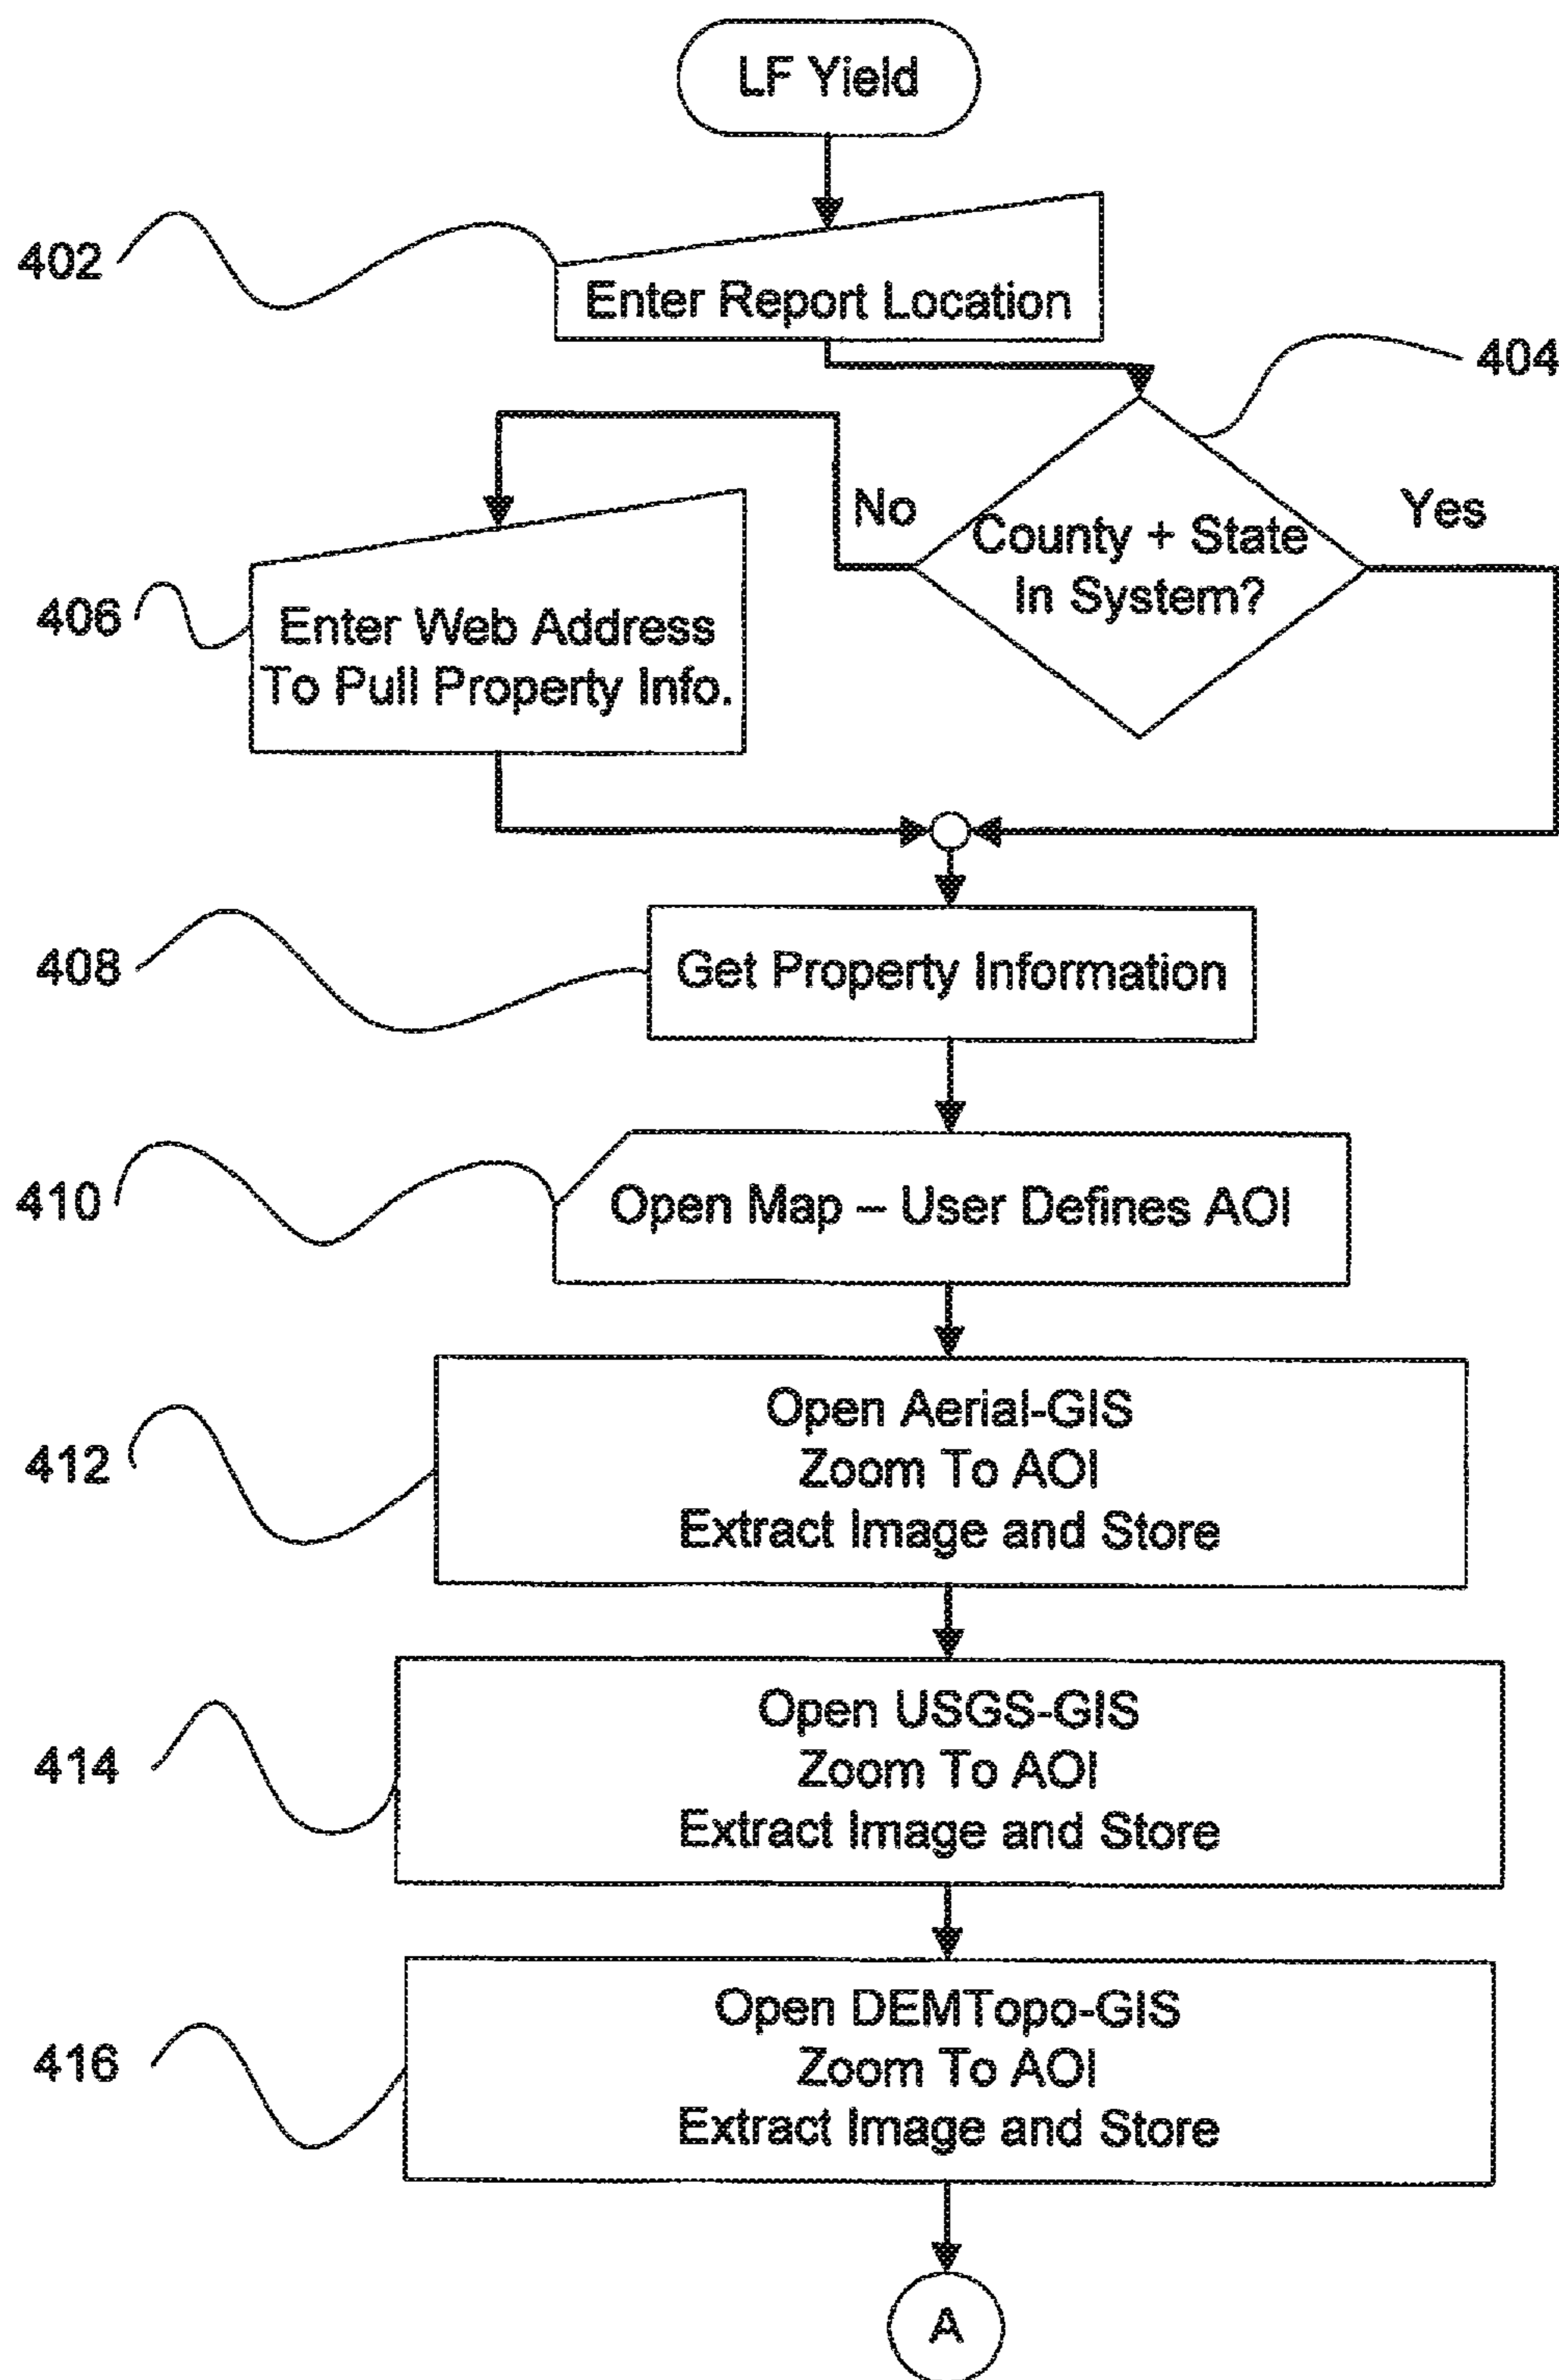 LF Yield
402
Enter Report Location
404
No
County + State
In System?
Yes
406
Enter Web Address
To Pull Property Info.
408
Get Property Information
410
Open Map – User Defines AOI
412
Open Aerial-GIS
Zoom To AOI
Extract Image and Store
414
Open USGS-GIS
Zoom To AOI
Extract Image and Store
416
Open DEMTopo-GIS
Zoom To AOI
Extract Image and Store
A